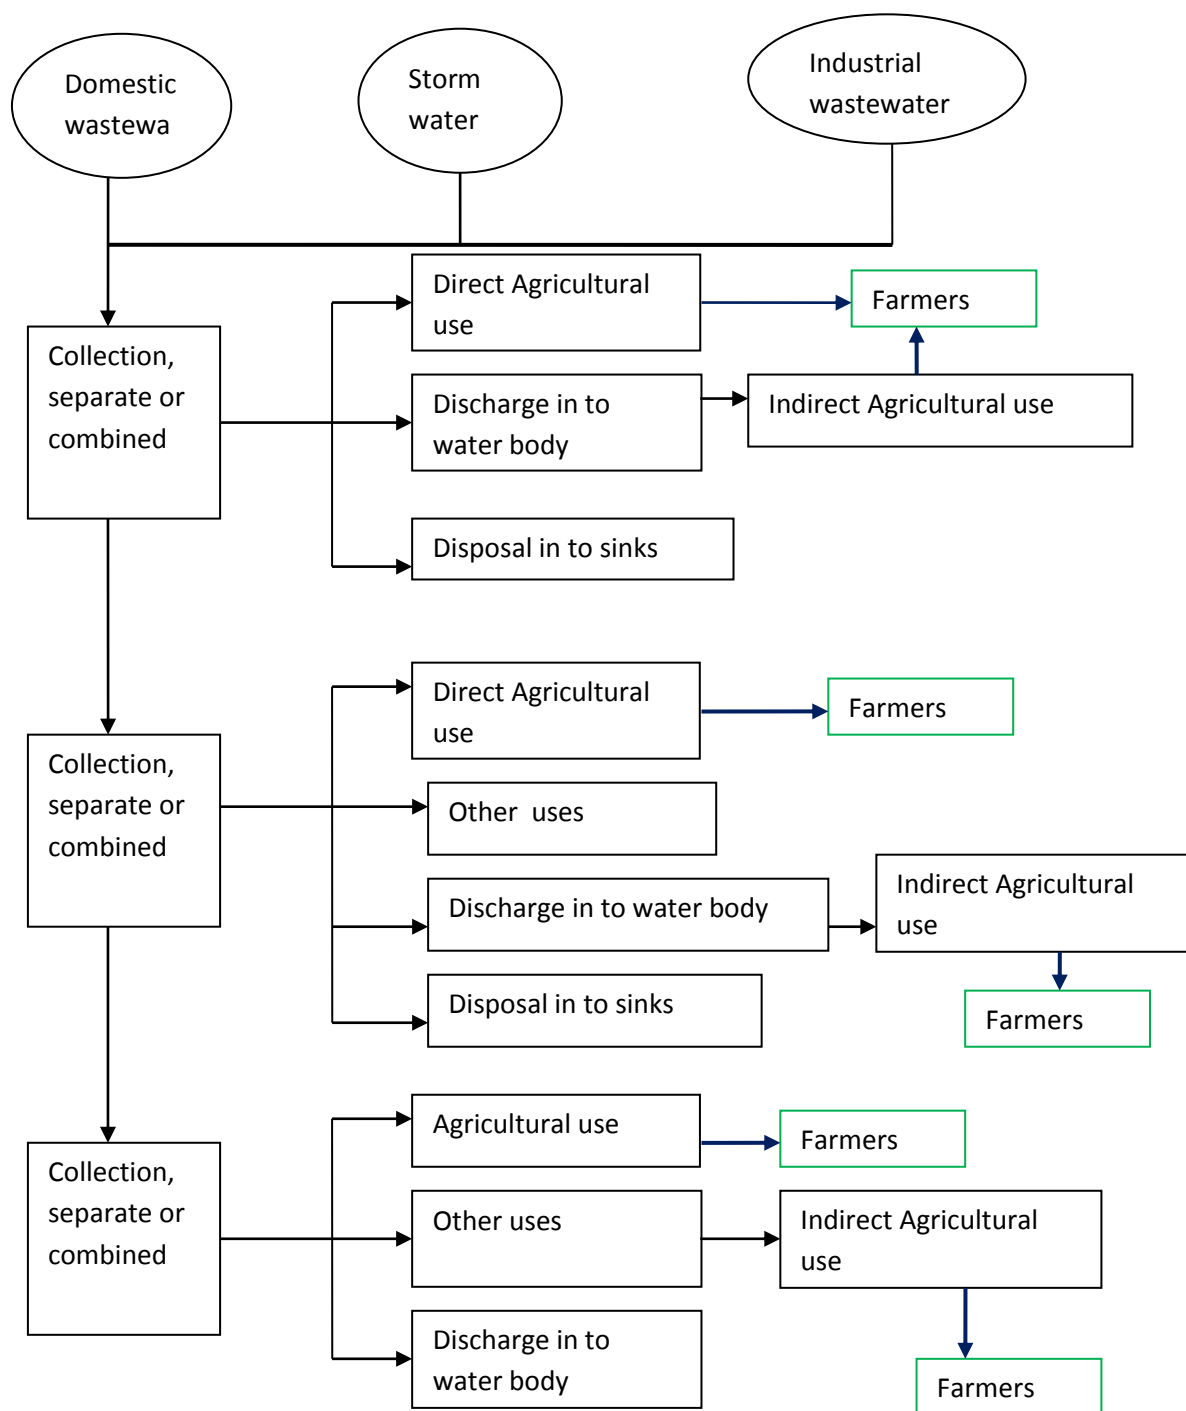 Domestic
wastewa
Storm
water
Industrial
wastewater
Direct Agricultural
use
Farmers
Collection,
separate or
combined
Discharge in to
water body
Indirect Agricultural use
Disposal in to sinks
Direct Agricultural
use
Farmers
Collection,
separate or
combined
Other  uses
Discharge in to water body
Indirect Agricultural
use
Disposal in to sinks
Farmers
Agricultural use
Farmers
Collection,
separate or
combined
Other uses
Indirect Agricultural
use
Discharge in to
water body
Farmers